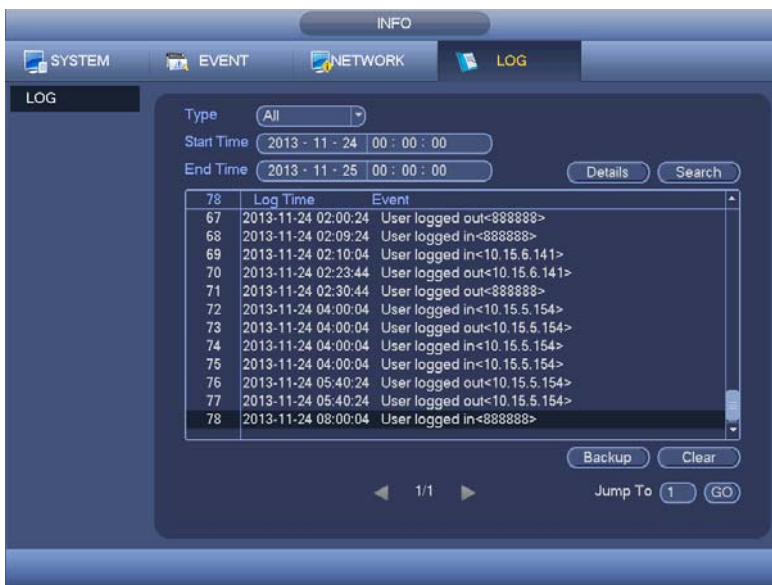 INFO
SYSTEM EVENT NETWORK LOG
LOG
Type All
Start Time 2013 - 11 - 24 00 : 00 : 00
End Time 2013 - 11 - 25 00 : 00 : 00 Details Search
78 Log Time Event
67 2013-11-24 02:00:24 User logged out<888888>
68 2013-11-24 02:09:24 User logged in<888888>
69 2013-11-24 02:10:04 User logged in<10.15.6.141>
70 2013-11-24 02:23:44 User logged out<10.15.6.141>
71 2013-11-24 02:30:44 User logged out<888888>
72 2013-11-24 04:00:04 User logged in<10.15.5.154>
73 2013-11-24 04:00:04 User logged out<10.15.5.154>
74 2013-11-24 04:00:04 User logged in<10.15.5.154>
75 2013-11-24 04:00:04 User logged in<10.15.5.154>
76 2013-11-24 05:40:24 User logged out<10.15.5.154>
77 2013-11-24 05:40:24 User logged out<10.15.5.154>
78 2013-11-24 08:00:04 User logged in<888888>
Backup Clear
1/1 Jump To 1 GO